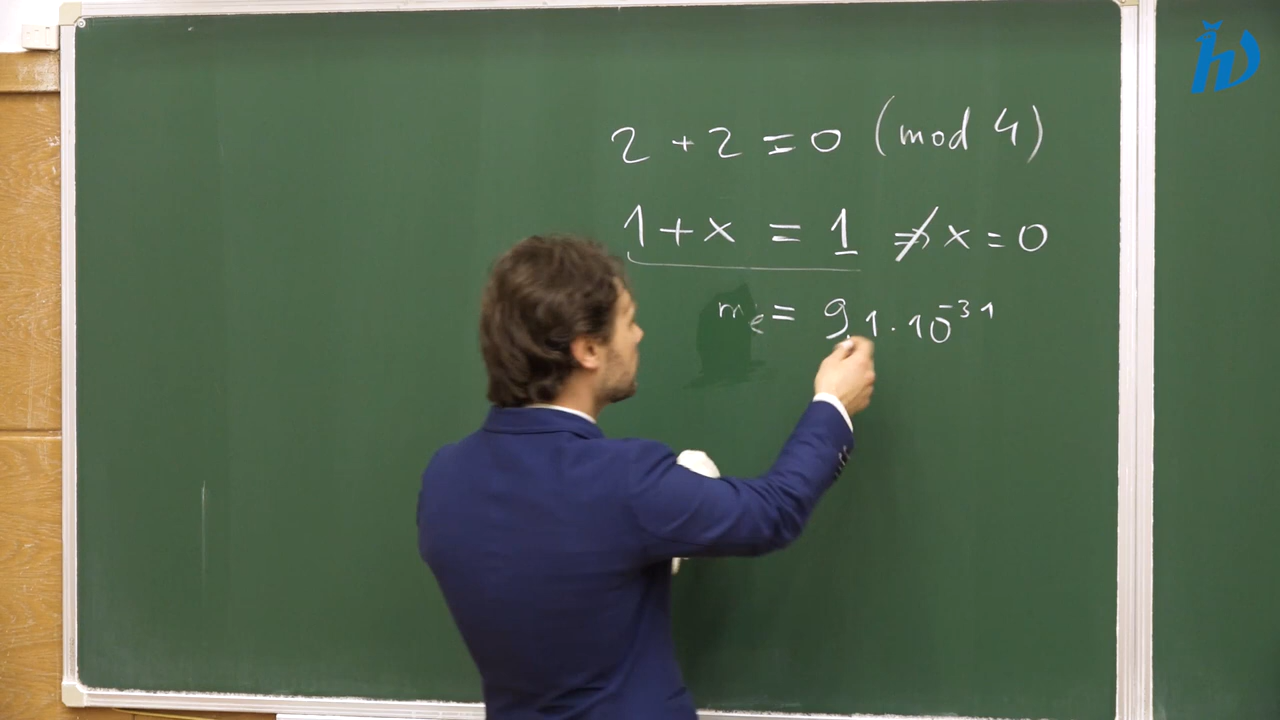 2 + 2 = 0 (mod 4)
1 + x = 1 ⇏ x = 0
mₑ = 9,1 · 10⁻³¹